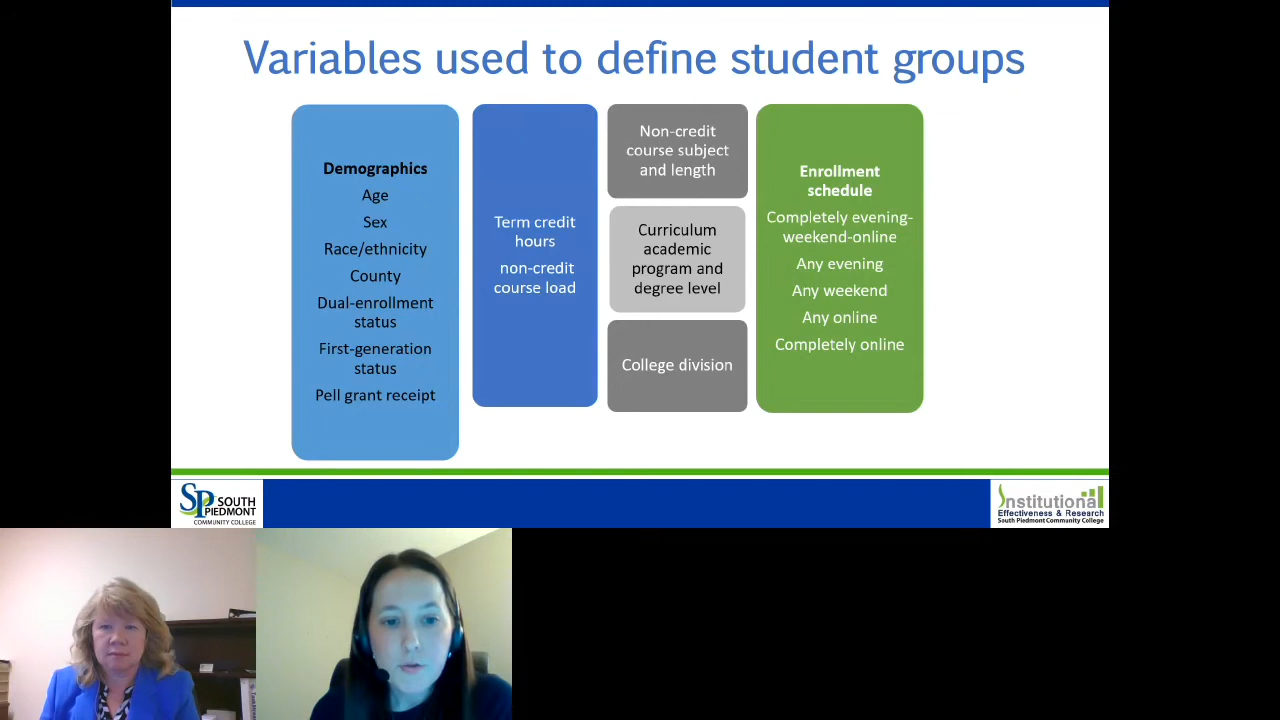 Variables used to define student groups
Demographics
Age
Sex
Race/ethnicity
County
Dual-enrollment
status
First-generation
status
Pell grant receipt
Term credit
hours
non-credit
course load
Non-credit
course subject
and length
Curriculum
academic
program and
degree level
College division
Enrollment
schedule
Completely evening-
weekend-online
Any evening
Any weekend
Any online
Completely online
SP SOUTH
PIEDMONT
COMMUNITY COLLEGE
Institutional
Effectiveness & Research
South Piedmont Community College